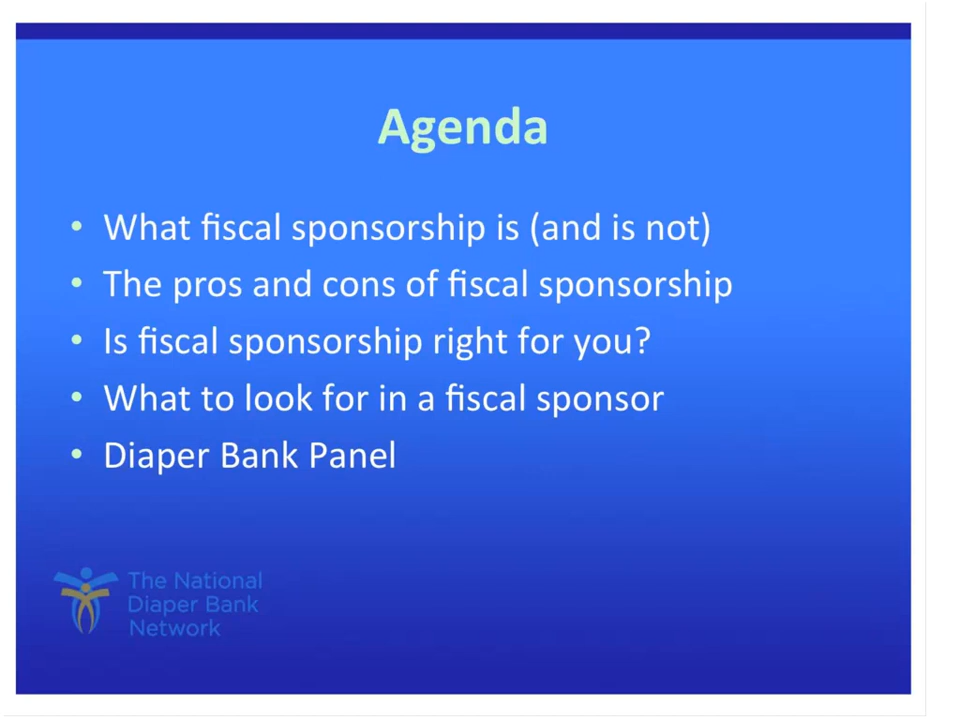 Agenda
• What fiscal sponsorship is (and is not)
• The pros and cons of fiscal sponsorship
• Is fiscal sponsorship right for you?
• What to look for in a fiscal sponsor
• Diaper Bank Panel
The National
Diaper Bank
Network